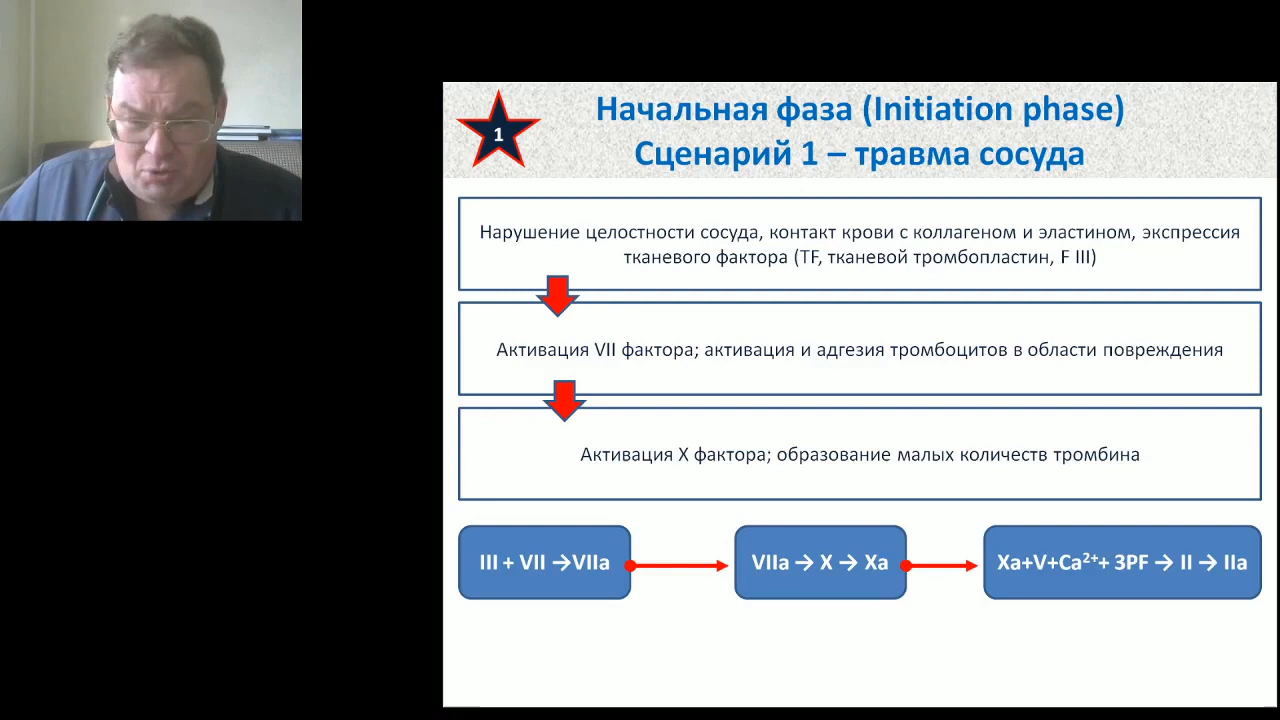 1
Начальная фаза (Initiation phase)
Сценарий 1 – травма сосуда
Нарушение целостности сосуда, контакт крови с коллагеном и эластином, экспрессия
тканевого фактора (TF, тканевой тромбопластин, F III)
Активация VII фактора; активация и адгезия тромбоцитов в области повреждения
Активация X фактора; образование малых количеств тромбина
III + VII →VIIa
VIIa → X → Xa
Xa+V+Ca²⁺+ 3PF → II → IIa